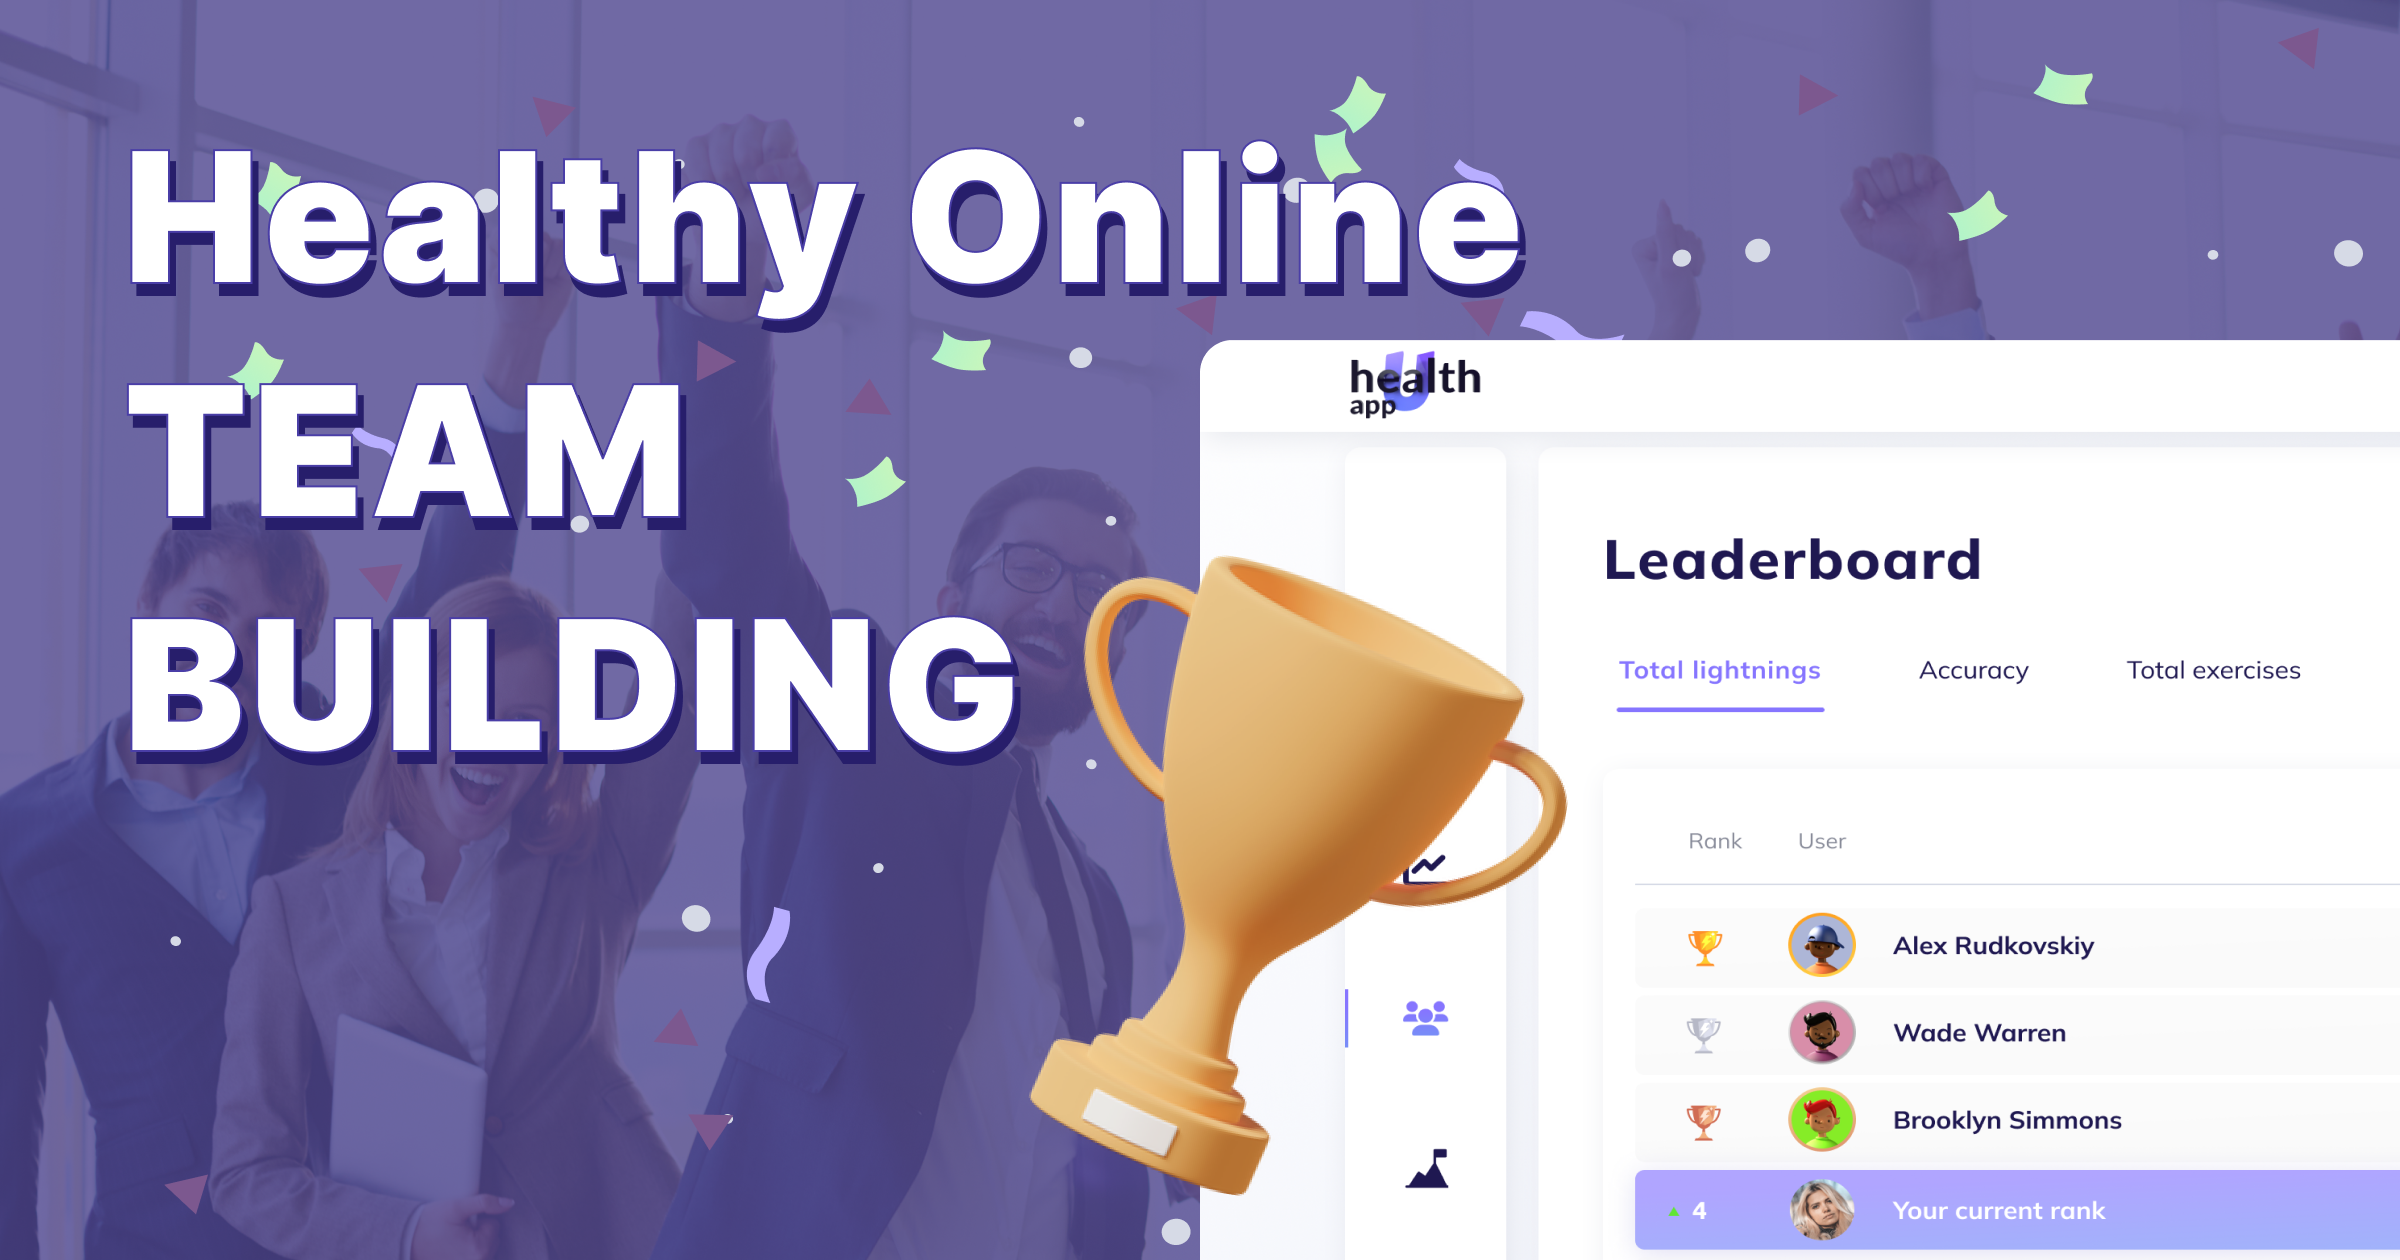 Healthy Online
TEAM
BUILDING
health
app
U
Leaderboard
Total lightnings Accuracy Total exercises
Rank User
Alex Rudkovskiy
Wade Warren
Brooklyn Simmons
4 Your current rank